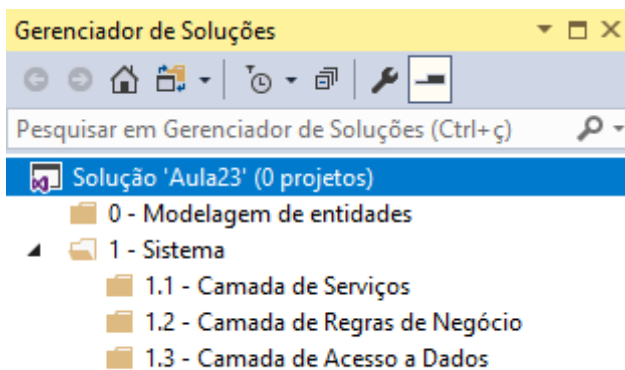 Gerenciador de Soluções
Pesquisar em Gerenciador de Soluções (Ctrl+ç)
Solução 'Aula23' (0 projetos)
0 - Modelagem de entidades
1 - Sistema
1.1 - Camada de Serviços
1.2 - Camada de Regras de Negócio
1.3 - Camada de Acesso a Dados